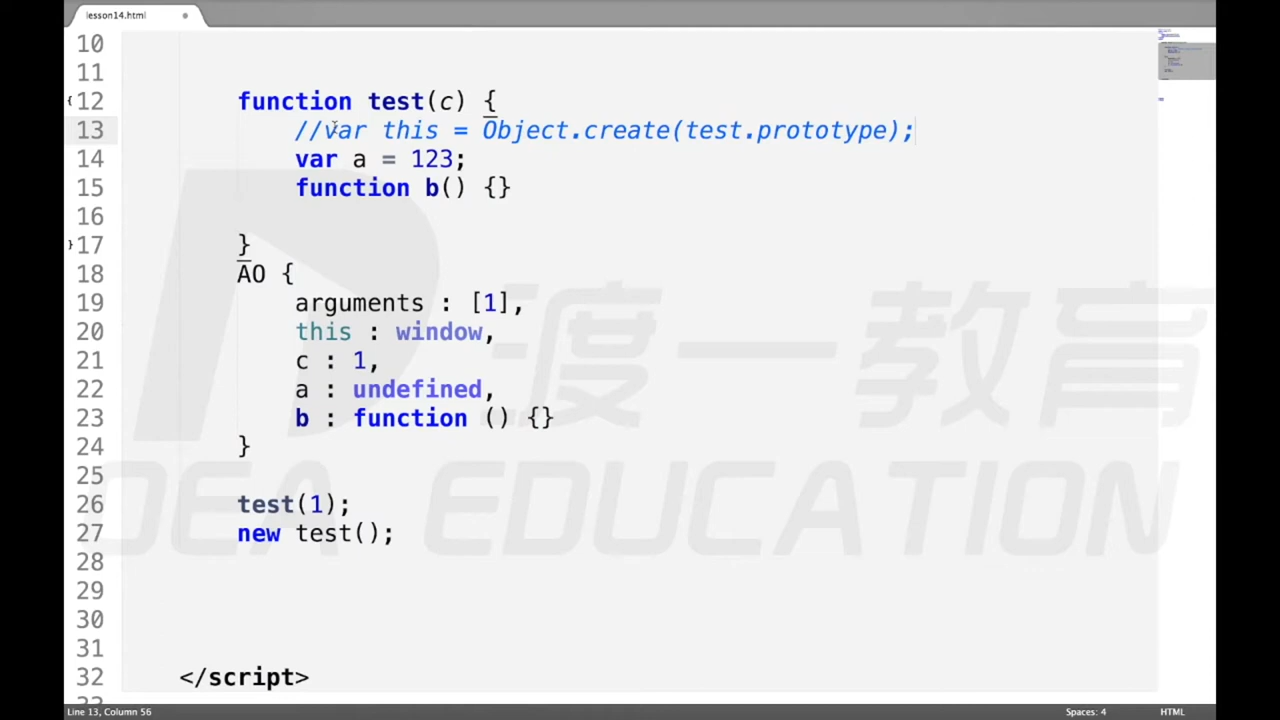 lesson14.html
10
11
12 function test(c) {
13 //var this = Object.create(test.prototype);
14 var a = 123;
15 function b() {}
16
17 }
18 AO {
19 arguments : [1],
20 this : window,
21 c : 1,
22 a : undefined,
23 b : function () {}
24 }
25
26 test(1);
27 new test();
28
29
30
31
32 </script>
渡一教育
DEA EDUCATION
Line 13, Column 56
Spaces: 4
HTML